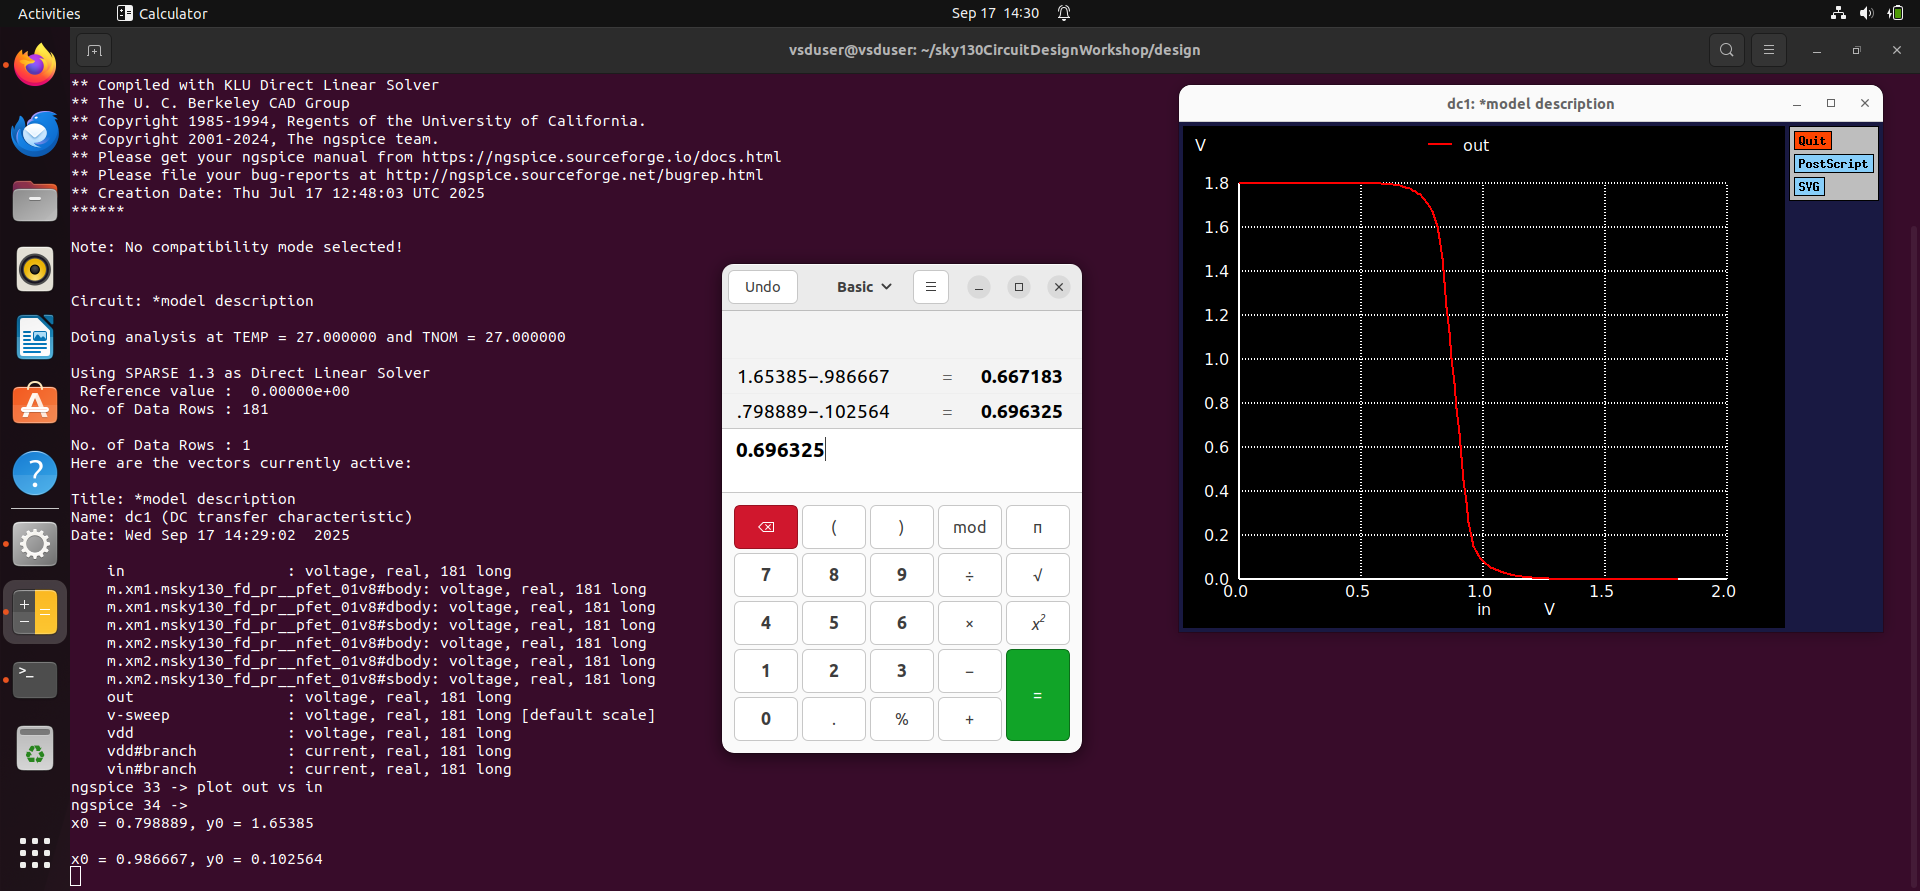 Activities
Calculator
Sep 17 14:30
vsduser@vsduser: ~/sky130CircuitDesignWorkshop/design
** Compiled with KLU Direct Linear Solver
** The U. C. Berkeley CAD Group
** Copyright 1985-1994, Regents of the University of California.
** Copyright 2001-2024, The ngspice team.
** Please get your ngspice manual from https://ngspice.sourceforge.io/docs.html
** Please file your bug-reports at http://ngspice.sourceforge.net/bugrep.html
** Creation Date: Thu Jul 17 12:48:03 UTC 2025
******
Note: No compatibility mode selected!
Circuit: *model description
Doing analysis at TEMP = 27.000000 and TNOM = 27.000000
Using SPARSE 1.3 as Direct Linear Solver
Reference value : 0.00000e+00
No. of Data Rows : 181
No. of Data Rows : 1
Here are the vectors currently active:
Title: *model description
Name: dc1 (DC transfer characteristic)
Date: Wed Sep 17 14:29:02 2025
in : voltage, real, 181 long
m.xm1.msky130_fd_pr__pfet_01v8#body: voltage, real, 181 long
m.xm1.msky130_fd_pr__pfet_01v8#dbody: voltage, real, 181 long
m.xm1.msky130_fd_pr__pfet_01v8#sbody: voltage, real, 181 long
m.xm2.msky130_fd_pr__nfet_01v8#body: voltage, real, 181 long
m.xm2.msky130_fd_pr__nfet_01v8#dbody: voltage, real, 181 long
m.xm2.msky130_fd_pr__nfet_01v8#sbody: voltage, real, 181 long
out : voltage, real, 181 long
v-sweep : voltage, real, 181 long [default scale]
vdd : voltage, real, 181 long
vdd#branch : current, real, 181 long
vin#branch : current, real, 181 long
ngspice 33 -> plot out vs in
ngspice 34 ->
x0 = 0.798889, y0 = 1.65385
x0 = 0.986667, y0 = 0.102564
Undo
Basic
1.65385−.986667 = 0.667183
.798889−.102564 = 0.696325
0.696325
( ) mod π
7 8 9 ÷ √
4 5 6 × x²
1 2 3 − =
0 . % +
dc1: *model description
V
out
Quit
PostScript
SVG
1.8
1.6
1.4
1.2
1.0
0.8
0.6
0.4
0.2
0.0
0.0 0.5 1.0 1.5 2.0
in V